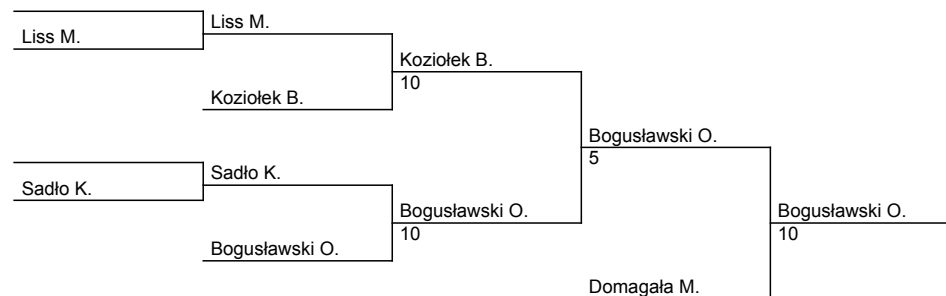 Liss M.
Liss M.
Koziołek B.
10
Koziołek B.
Bogusławski O.
5
Sadło K.
Sadło K.
Bogusławski O.
10
Bogusławski O.
10
Bogusławski O.
Domagała M.